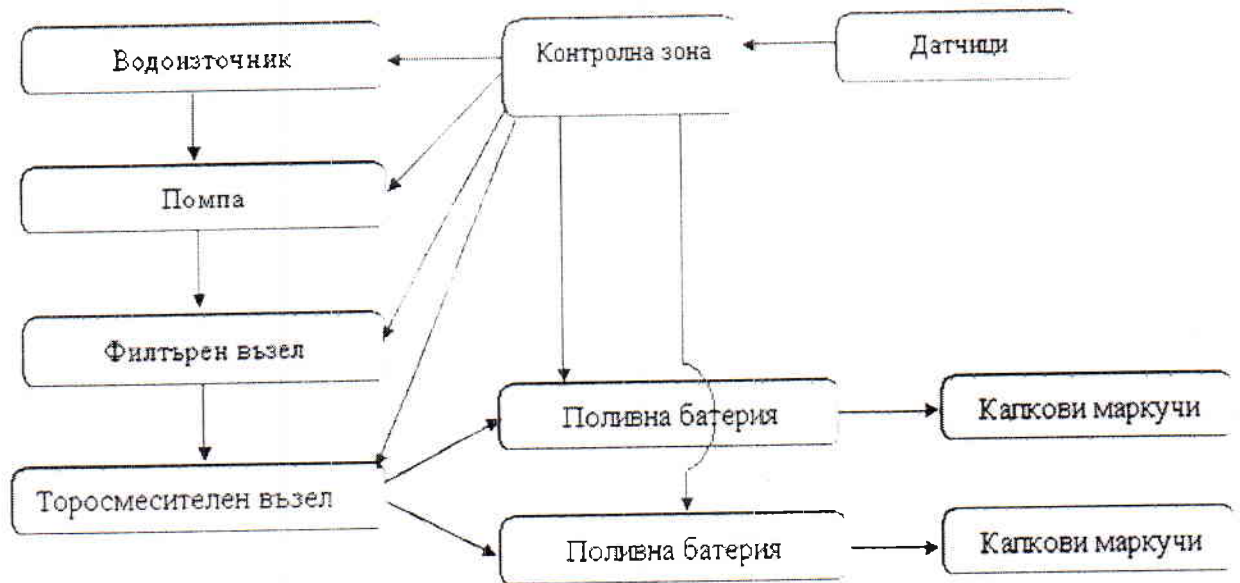 Водоизточник
Контролна зона
Датчици
Помпа
Филтърен възел
Торосмесителен възел
Поливна батерия
Капкови маркучи
Поливна батерия
Капкови маркучи